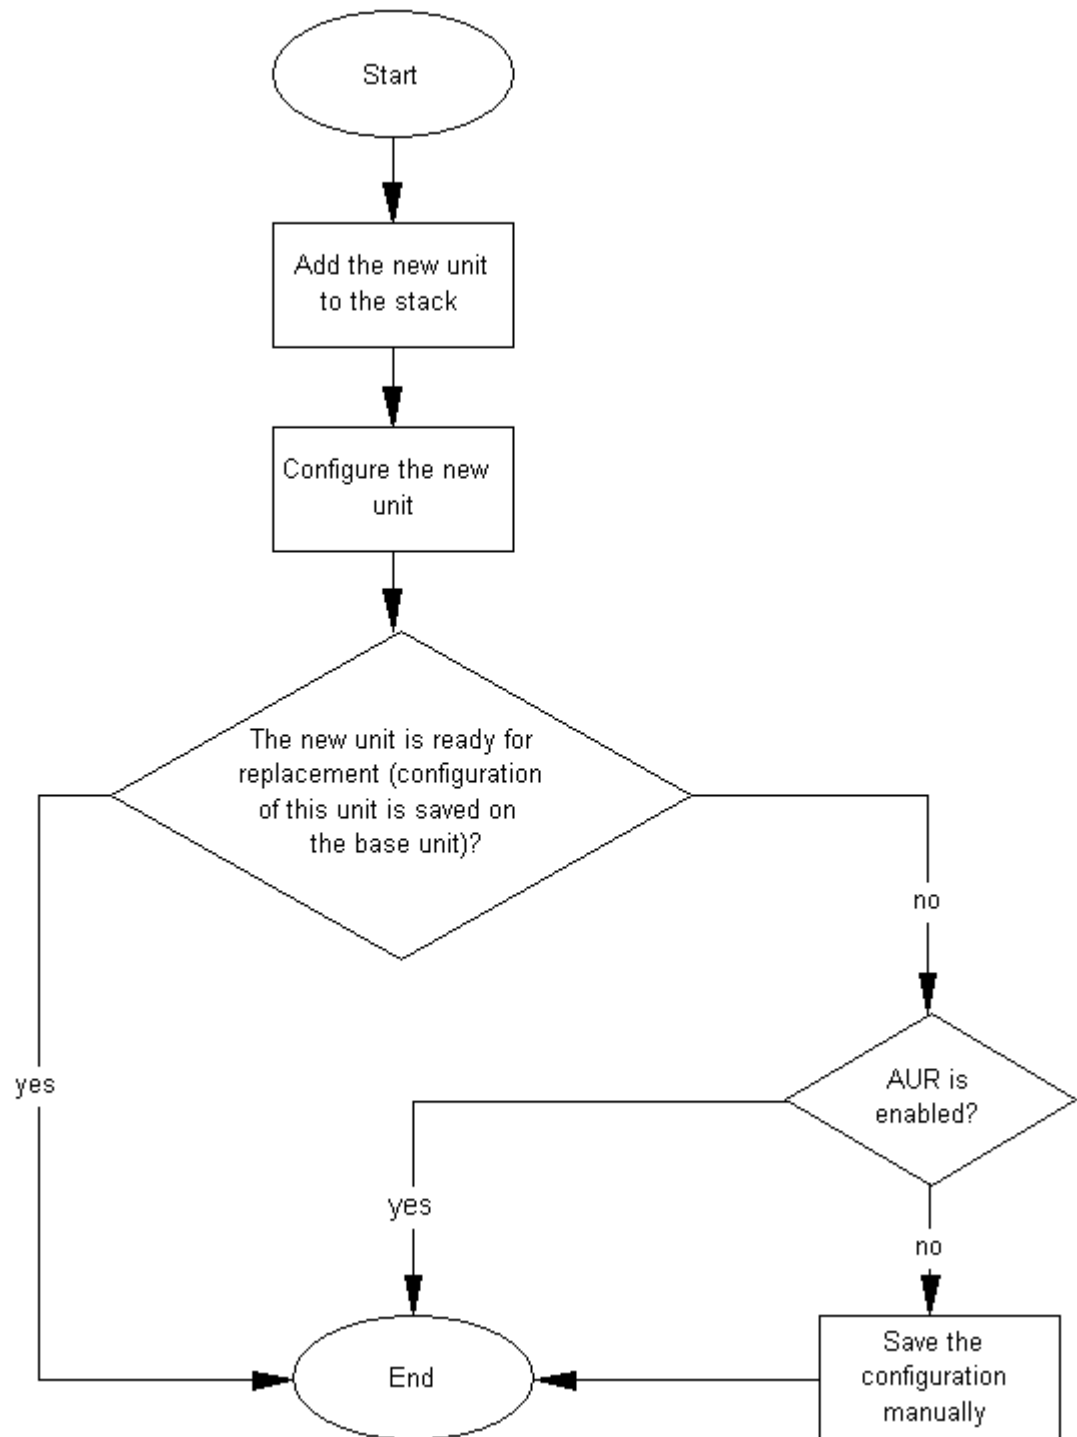 Start
Add the new unit
to the stack
Configure the new
unit
The new unit is ready for
replacement (configuration
of this unit is saved on
the base unit)?
no
yes
AUR is
enabled?
yes
no
Save the
configuration
manually
End